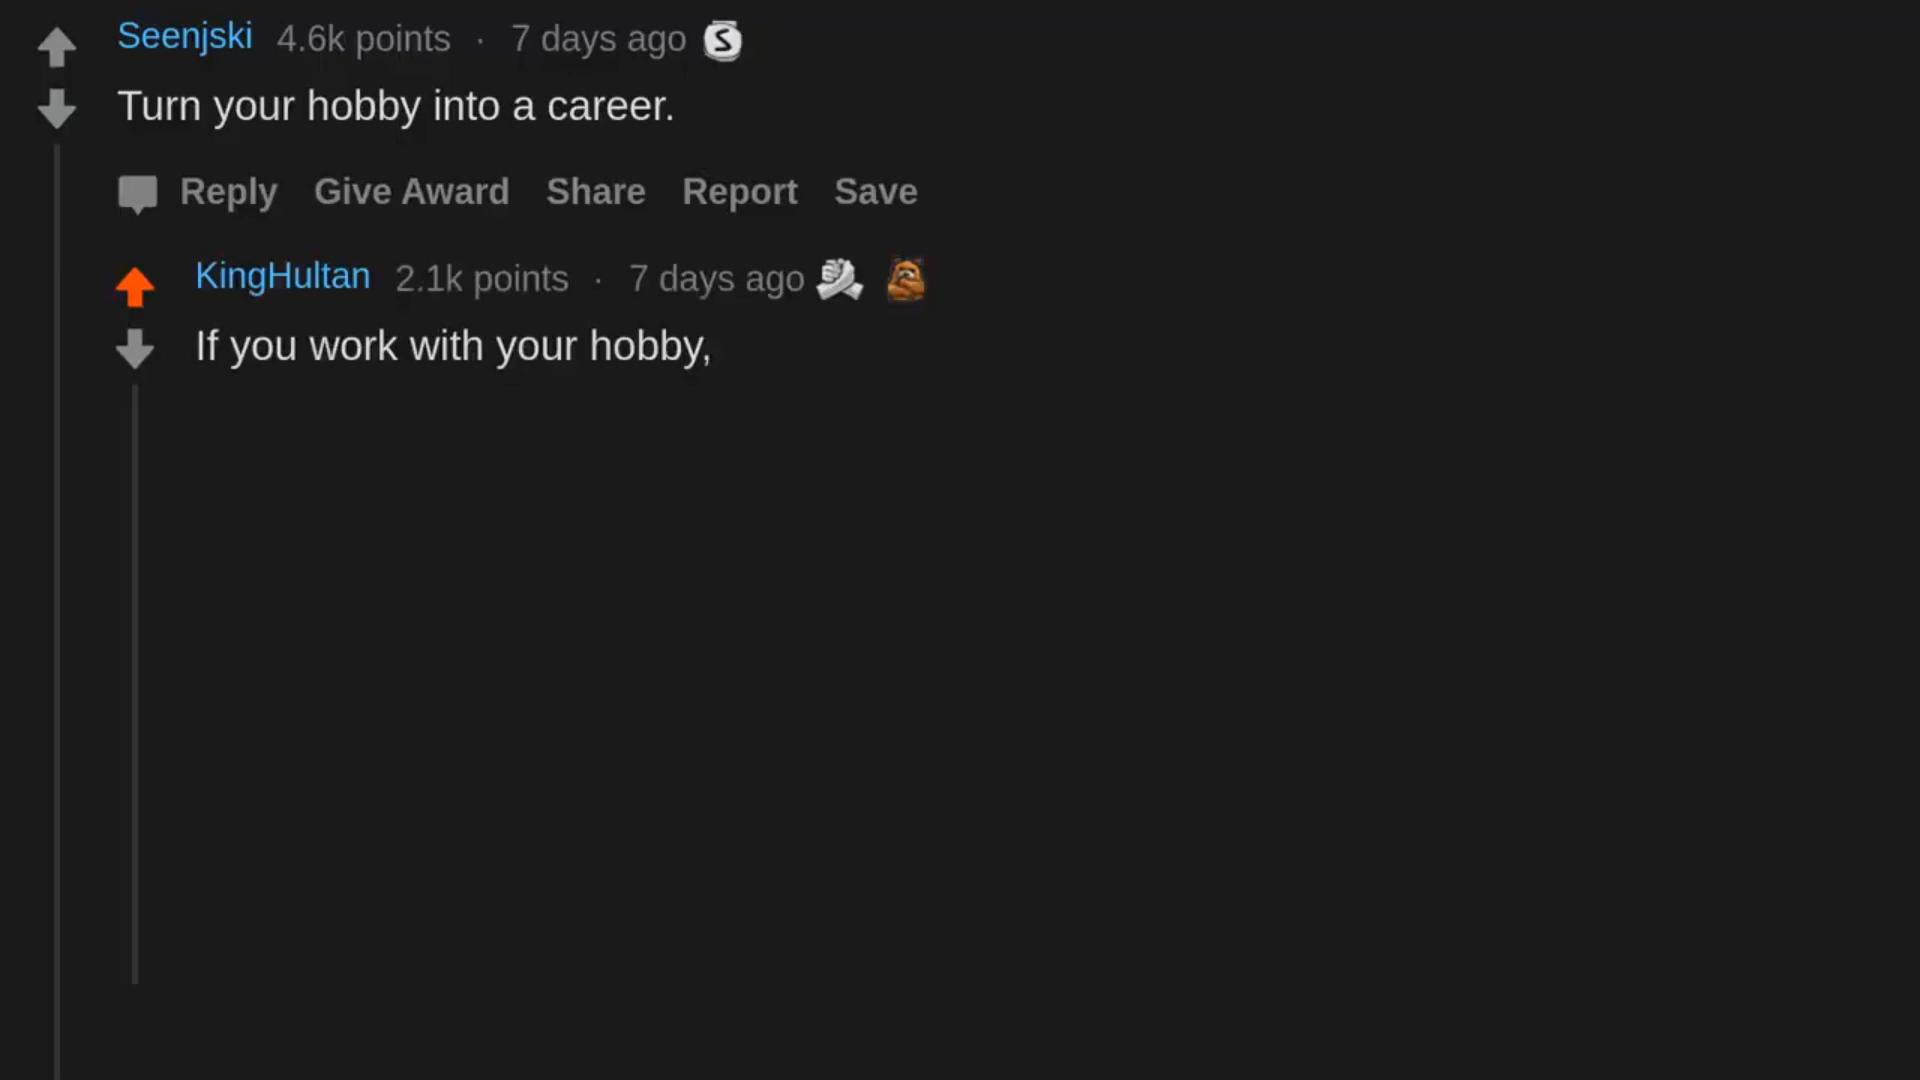 Seenjski 4.6k points · 7 days ago
Turn your hobby into a career.
Reply Give Award Share Report Save
KingHultan 2.1k points · 7 days ago
If you work with your hobby,